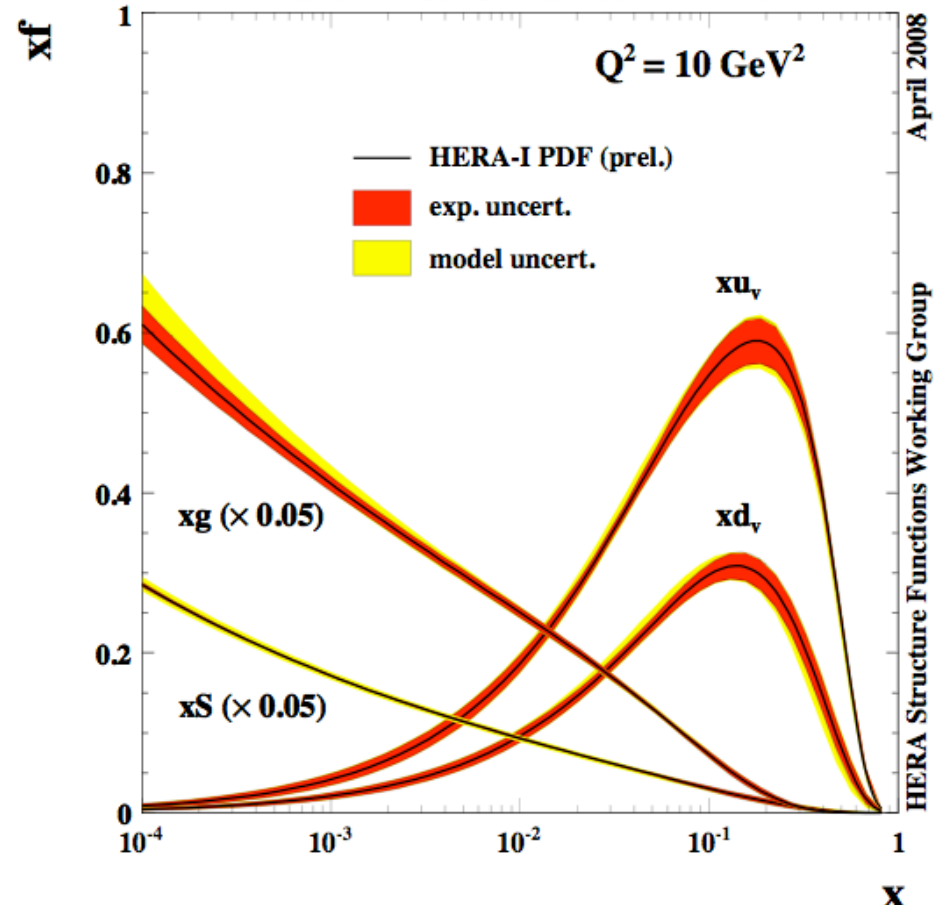 xf
1
Q² = 10 GeV²
April 2008
HERA-I PDF (prel.)
0.8
exp. uncert.
model uncert.
xuᵥ
0.6
HERA Structure Functions Working Group
0.4
xg (× 0.05)
xdᵥ
0.2
xS (× 0.05)
0
10⁻⁴ 10⁻³ 10⁻² 10⁻¹ 1
x